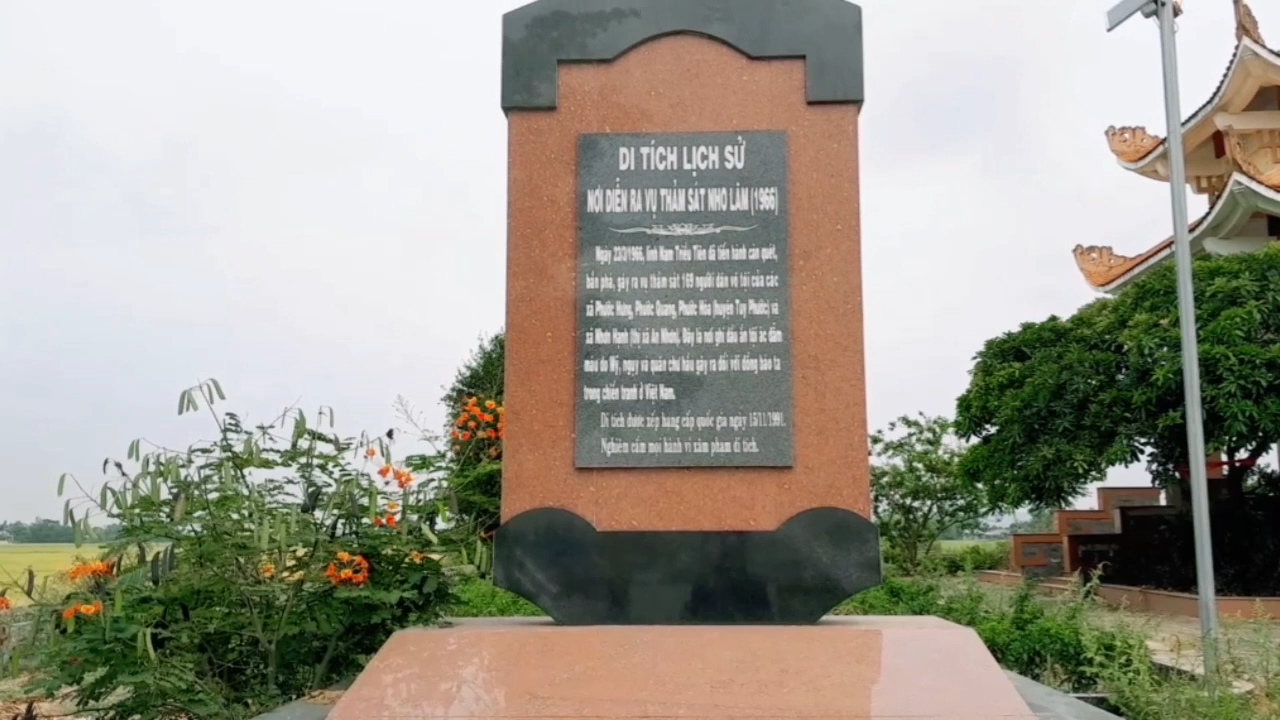 DI TÍCH LỊCH SỬ
NƠI DIỄN RA VỤ THẢM SÁT NHO LÂM (1966)
Ngày 23/3/1966, lính Nam Triều Tiên đã tiến hành càn quét,
bắn phá, gây ra vụ thảm sát 169 người dân vô tội của các
xã Phước Hưng, Phước Quang, Phước Hòa (huyện Tuy Phước) và
xã Nhơn Hạnh (thị xã An Nhơn). Đây là nơi ghi dấu ấn tội ác đẫm
máu do Mỹ, ngụy và quân chư hầu gây ra đối với đồng bào ta
trong chiến tranh ở Việt Nam.
Di tích được xếp hạng cấp quốc gia ngày 15/11/1991.
Nghiêm cấm mọi hành vi xâm phạm di tích.